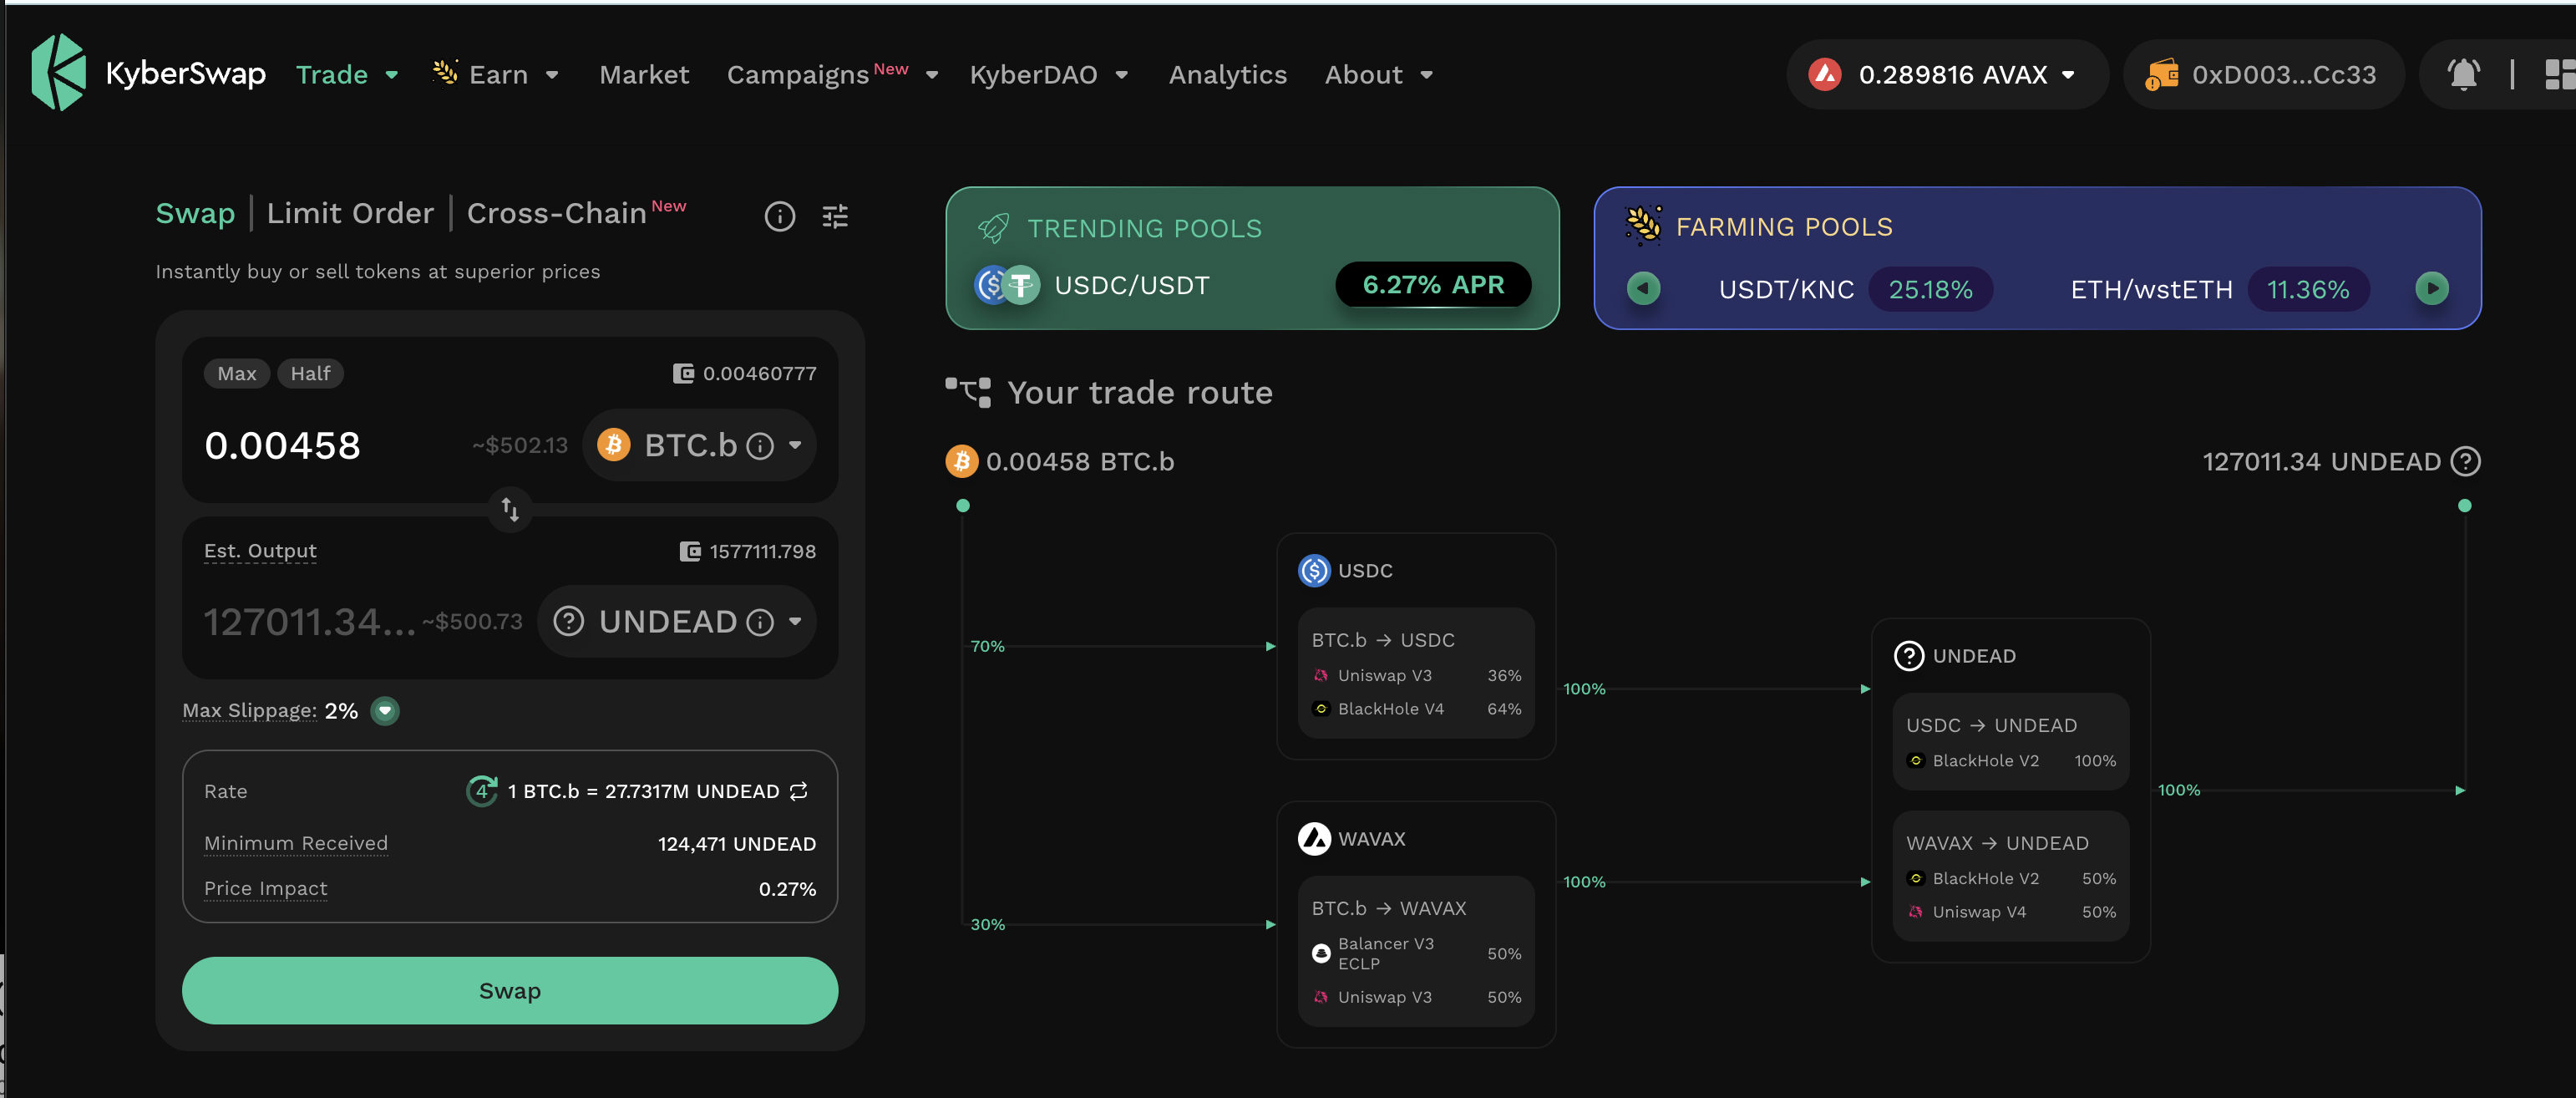 KyberSwap Trade Earn Market Campaigns New KyberDAO Analytics About 0.289816 AVAX 0xD003...Cc33
Swap | Limit Order | Cross-Chain New
Instantly buy or sell tokens at superior prices
Max Half 0.00460777
0.00458 ~$502.13 BTC.b
Est. Output 1577111.798
127011.34... ~$500.73 UNDEAD
Max Slippage: 2%
Rate 4 1 BTC.b = 27.7317M UNDEAD
Minimum Received 124,471 UNDEAD
Price Impact 0.27%
Swap
TRENDING POOLS
USDC/USDT 6.27% APR
FARMING POOLS
USDT/KNC 25.18% ETH/wstETH 11.36%
Your trade route
0.00458 BTC.b 127011.34 UNDEAD
70%
USDC
BTC.b → USDC
Uniswap V3 36%
BlackHole V4 64%
100%
30%
WAVAX
BTC.b → WAVAX
Balancer V3
ECLP 50%
Uniswap V3 50%
100%
UNDEAD
USDC → UNDEAD
BlackHole V2 100%
WAVAX → UNDEAD
BlackHole V2 50%
Uniswap V4 50%
100%